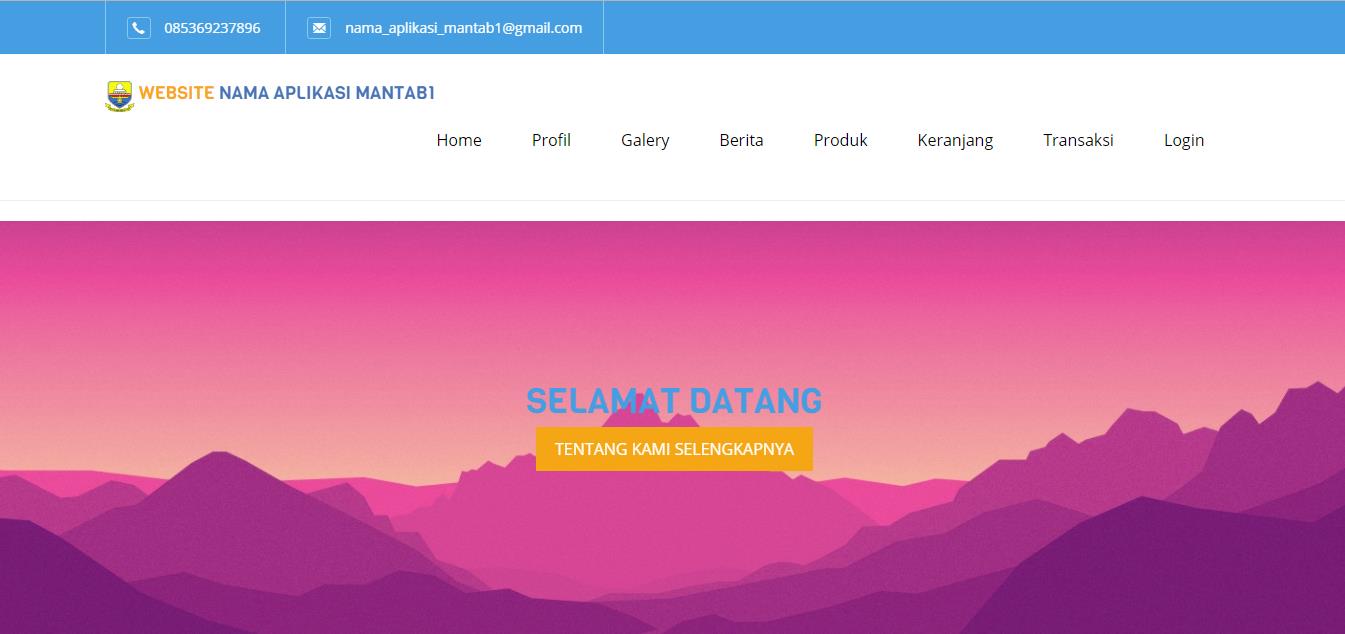 085369237896 nama_aplikasi_mantab1@gmail.com
WEBSITE NAMA APLIKASI MANTAB1
Home Profil Galery Berita Produk Keranjang Transaksi Login
SELAMAT DATANG
TENTANG KAMI SELENGKAPNYA